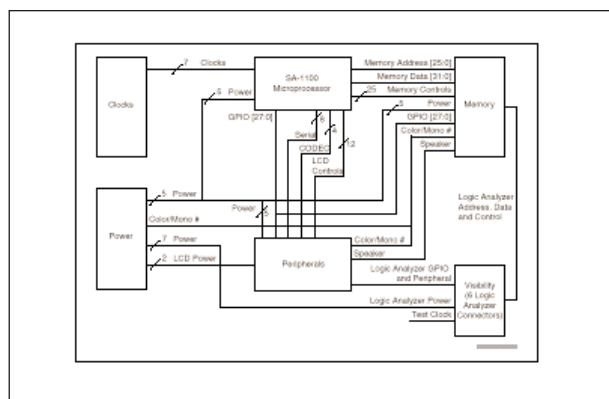 7 Clocks
Clocks
SA-1100
Microprocessor
Memory Address [25:0]
Memory Data [31:0]
25 Memory Controls
5 Power
GPIO [27:0]
Color/Mono #
Speaker
Memory
Power
GPIO [27:0]
Serial
CODEC
LCD
Controls
12
4
5 Power
Power
Color/Mono #
7 Power
2 LCD Power
Power
5
Peripherals
Color/Mono #
Speaker
Logic Analyzer GPIO
and Peripheral
Logic Analyzer Power
Test Clock
Logic Analyzer
Address, Data
and Control
Visibility
(6 Logic
Analyzer
Connectors)